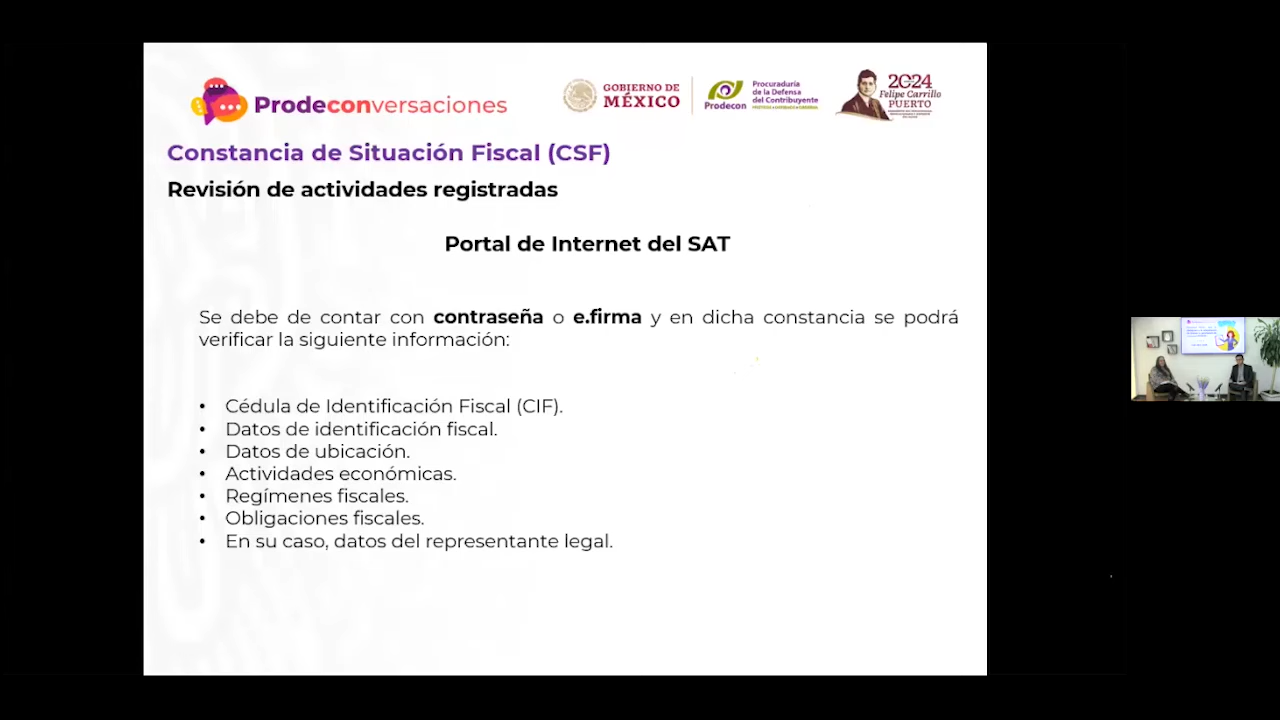 Prodeconversaciones
GOBIERNO DE
MÉXICO
Prodecon
Procuraduría
de la Defensa
del Contribuyente
2024
Felipe Carrillo
PUERTO
Constancia de Situación Fiscal (CSF)
Revisión de actividades registradas
Portal de Internet del SAT
Se debe de contar con contraseña o e.firma y en dicha constancia se podrá
verificar la siguiente información:
• Cédula de Identificación Fiscal (CIF).
• Datos de identificación fiscal.
• Datos de ubicación.
• Actividades económicas.
• Regímenes fiscales.
• Obligaciones fiscales.
• En su caso, datos del representante legal.